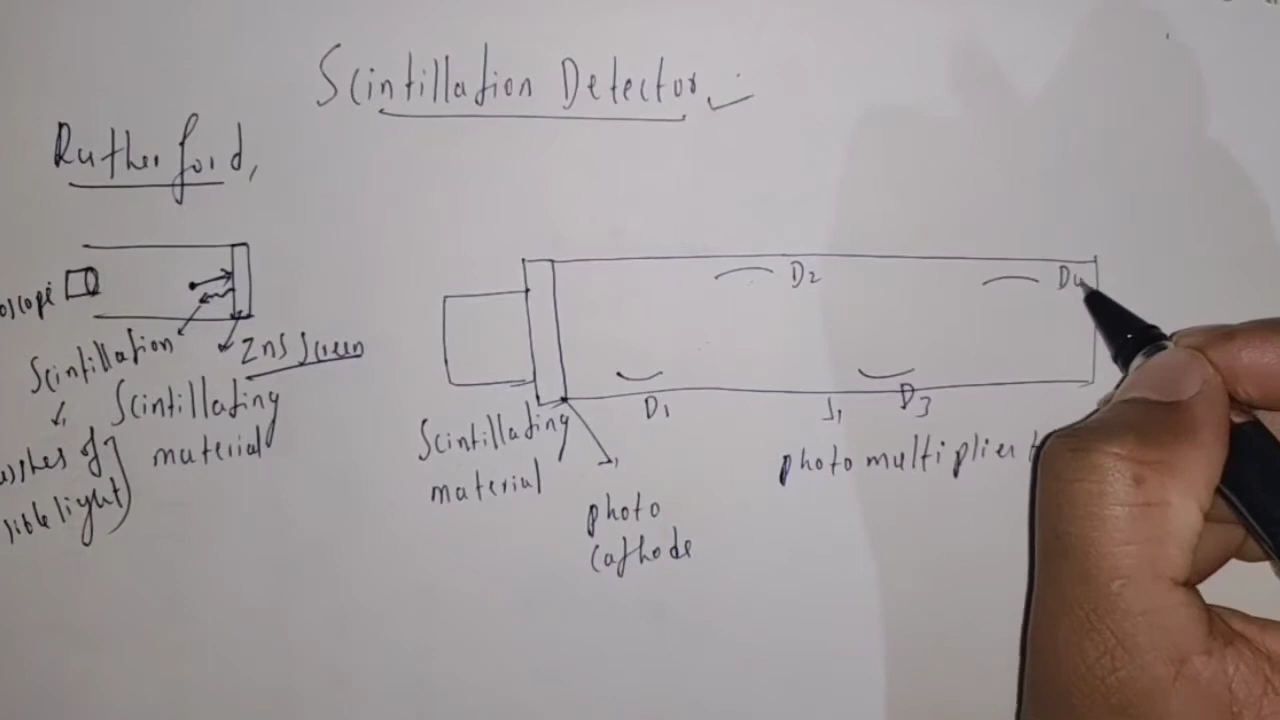 Scintillation Detector
Rutherford,
Scintillation
ZnS screen
Scintillating
material
D2
D4
D1
D3
Scintillating
material
photo
cathode
photo multiplier